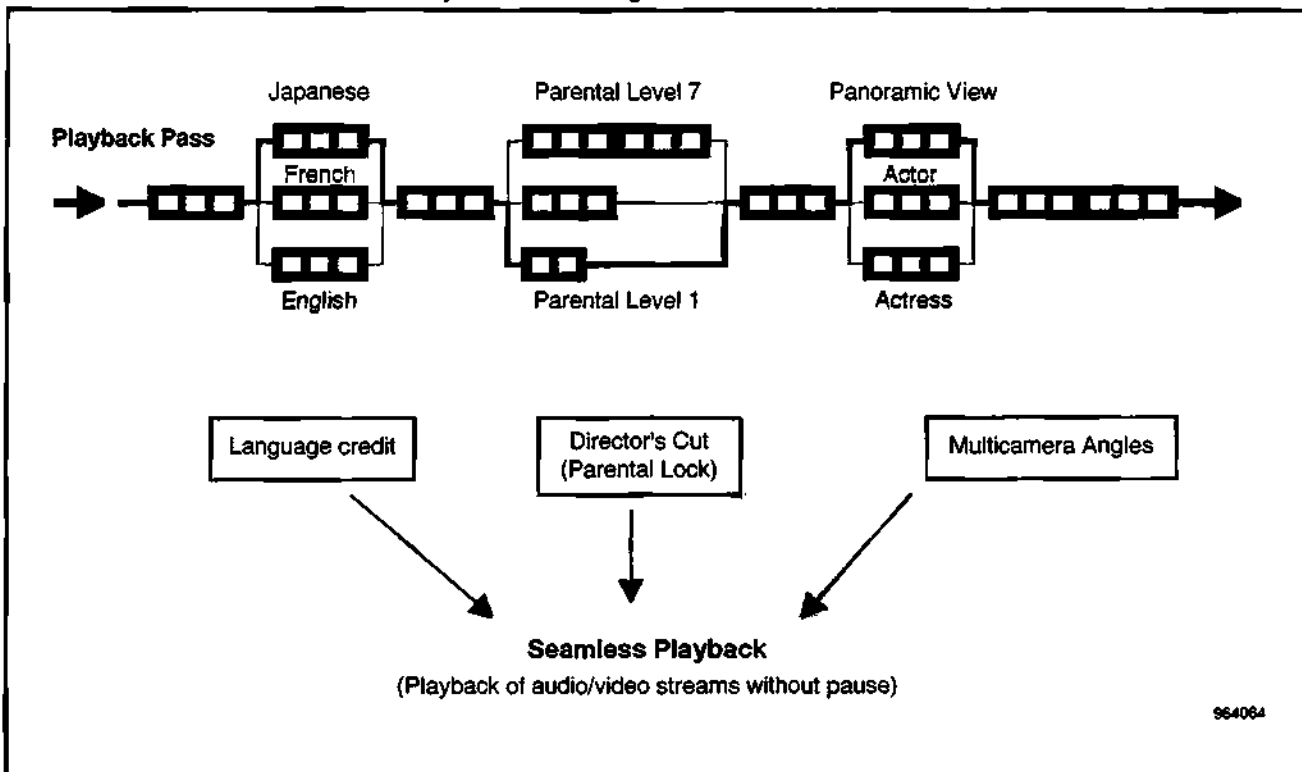 Japanese Parental Level 7 Panoramic View
Playback Pass
French Actor
English Parental Level 1 Actress
Language credit
Director's Cut
(Parental Lock)
Multicamera Angles
Seamless Playback
(Playback of audio/video streams without pause)
964064